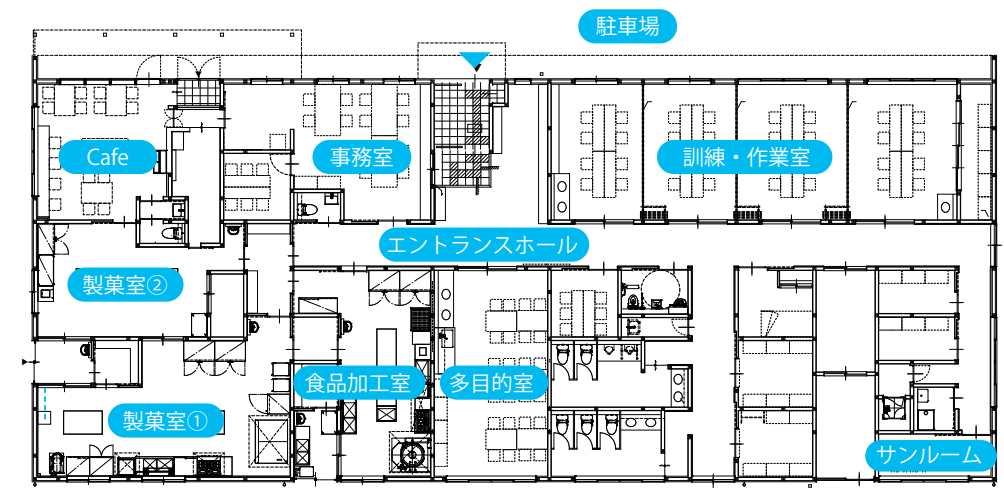 駐車場
Cafe
事務室
訓練・作業室
エントランスホール
製菓室②
食品加工室
多目的室
製菓室①
サンルーム